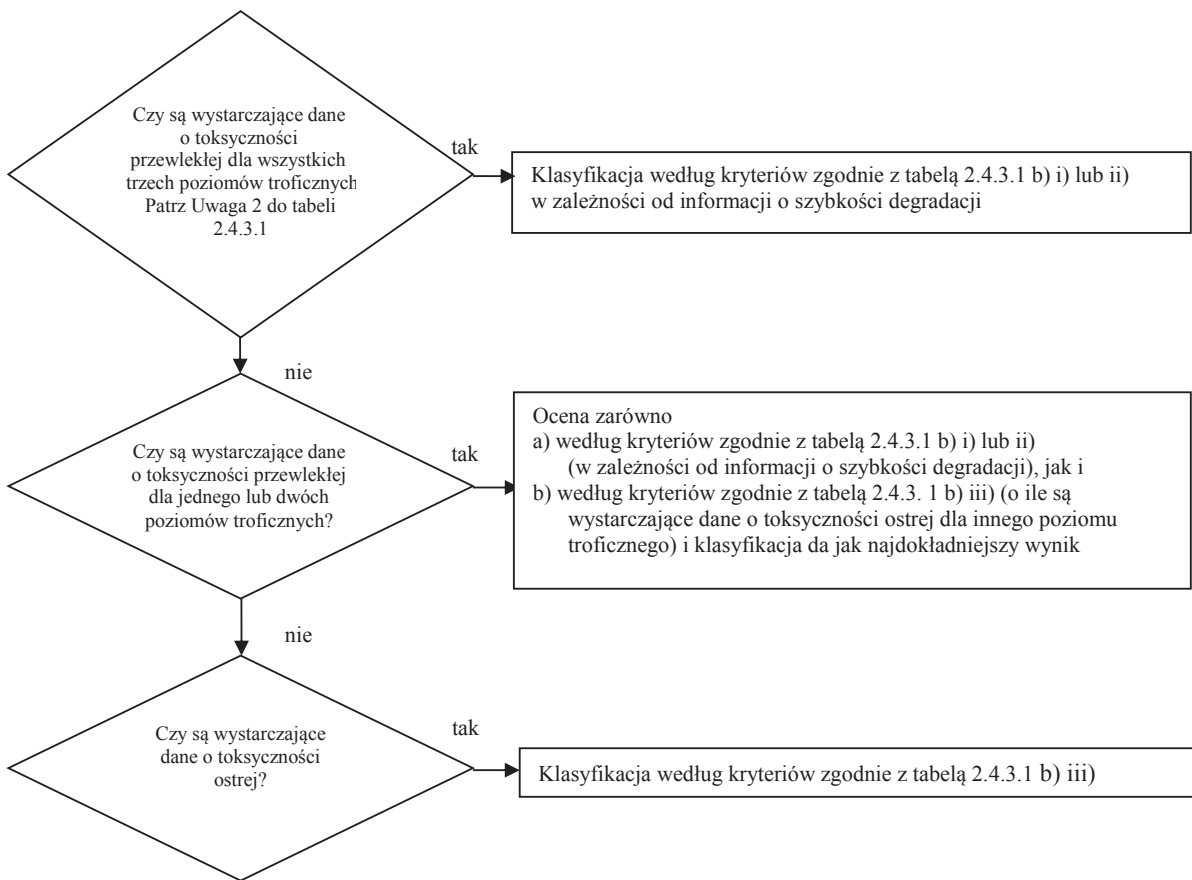 Czy są wystarczające dane
o toksyczności
przewlekłej dla wszystkich
trzech poziomów troficznych
Patrz Uwaga 2 do tabeli
2.4.3.1
tak
Klasyfikacja według kryteriów zgodnie z tabelą 2.4.3.1 b) i) lub ii)
w zależności od informacji o szybkości degradacji
nie
Czy są wystarczające dane
o toksyczności przewlekłej
dla jednego lub dwóch
poziomów troficznych?
tak
Ocena zarówno
a) według kryteriów zgodnie z tabelą 2.4.3.1 b) i) lub ii)
(w zależności od informacji o szybkości degradacji), jak i
b) według kryteriów zgodnie z tabelą 2.4.3. 1 b) iii) (o ile są
wystarczające dane o toksyczności ostrej dla innego poziomu
troficznego) i klasyfikacja da jak najdokładniejszy wynik
nie
Czy są wystarczające
dane o toksyczności
ostrej?
tak
Klasyfikacja według kryteriów zgodnie z tabelą 2.4.3.1 b) iii)